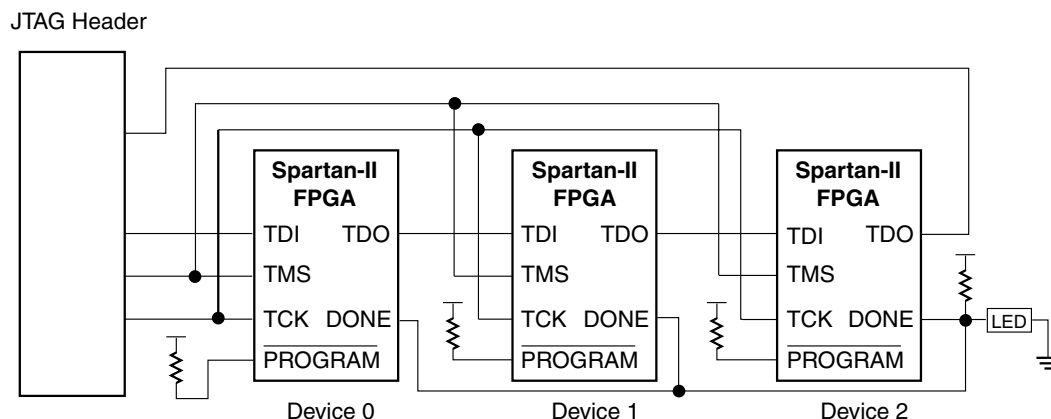 JTAG Header
Spartan-II
FPGA
TDI TDO
TMS
TCK DONE
PROGRAM
Device 0
Spartan-II
FPGA
TDI TDO
TMS
TCK DONE
PROGRAM
Device 1
Spartan-II
FPGA
TDI TDO
TMS
TCK DONE
PROGRAM
Device 2
LED